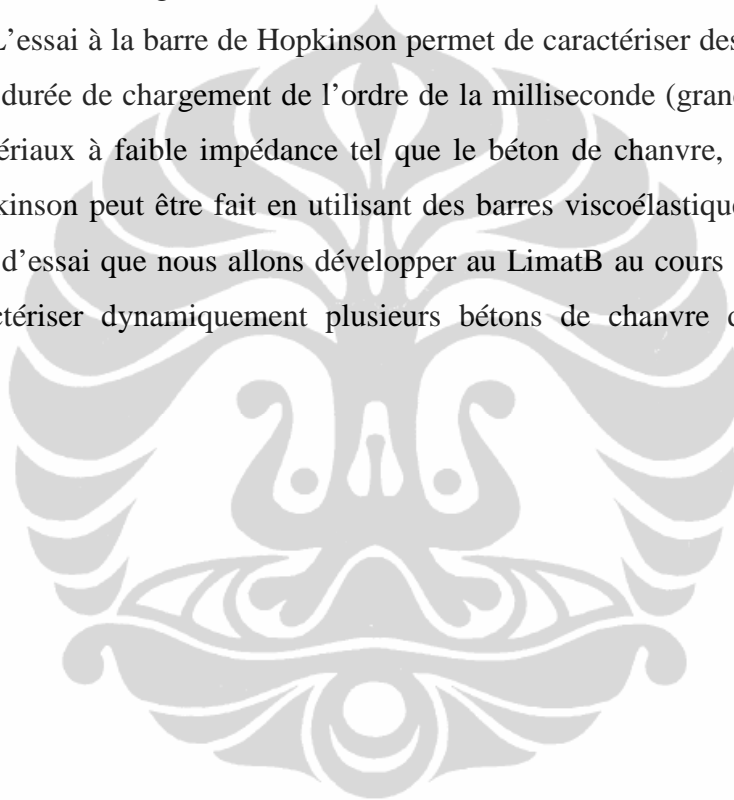 L’essai à la barre de Hopkinson permet de caractériser des
durée de chargement de l’ordre de la milliseconde (gran
ériaux à faible impédance tel que le béton de chanvre,
kinson peut être fait en utilisant des barres viscoélastique
d’essai que nous allons développer au LimatB au cours
ctériser dynamiquement plusieurs bétons de chanvre d